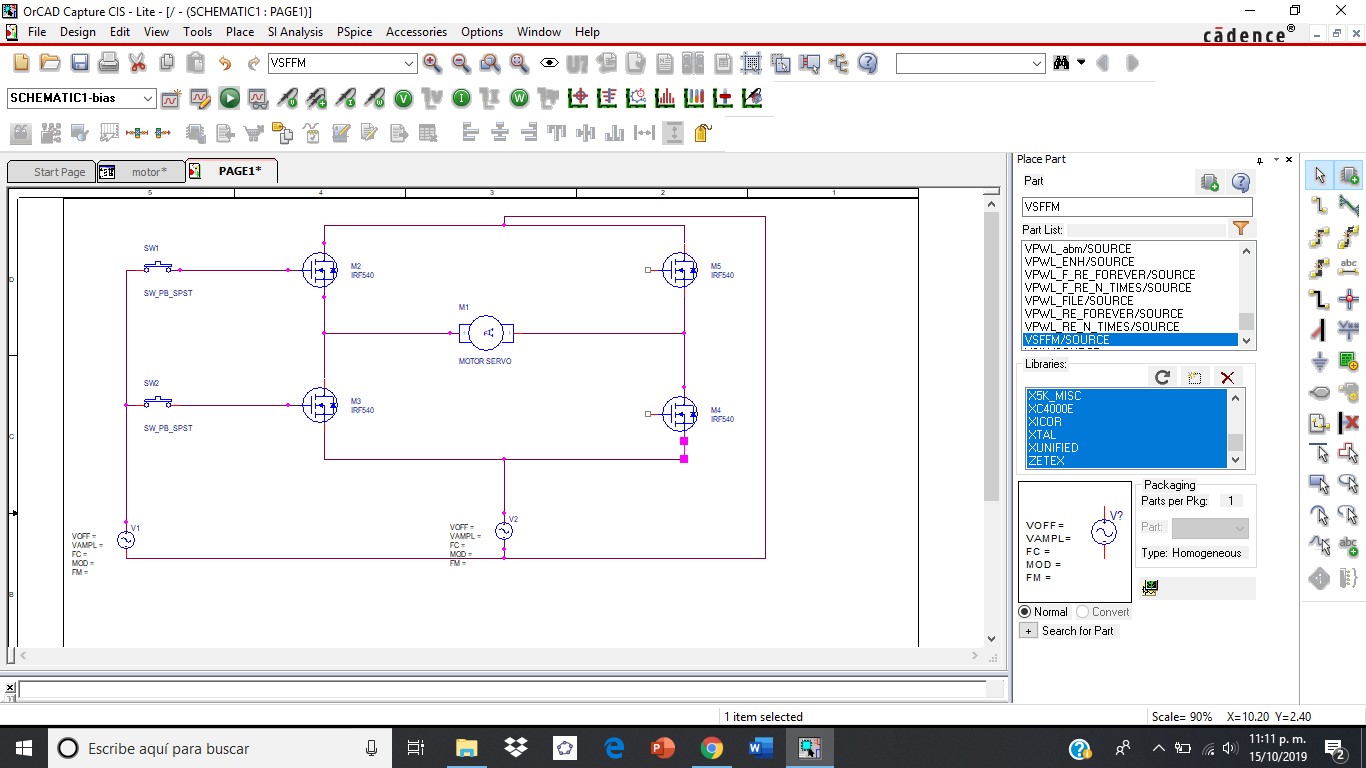 OrCAD Capture CIS - Lite - [/ - (SCHEMATIC1 : PAGE1)]
File Design Edit View Tools Place SI Analysis PSpice Accessories Options Window Help
cādence®
VSFFM
SCHEMATIC1-bias
Start Page
motor*
PAGE1*
5 4 3 2 1
D
C
B
SW1
SW_PB_SPST
M2
IRF540
M5
IRF540
M1
MOTOR SERVO
SW2
SW_PB_SPST
M3
IRF540
M4
IRF540
V1
VOFF =
VAMPL =
FC =
MOD =
FM =
V2
VOFF =
VAMPL =
FC =
MOD =
FM =
Place Part
Part
VSFFM
Part List:
VPWL_abm/SOURCE
VPWL_ENH/SOURCE
VPWL_F_RE_FOREVER/SOURCE
VPWL_F_RE_N_TIMES/SOURCE
VPWL_FILE/SOURCE
VPWL_RE_FOREVER/SOURCE
VPWL_RE_N_TIMES/SOURCE
VSFFM/SOURCE
Libraries:
X5K_MISC
XC4000E
XICOR
XTAL
XUNIFIED
ZETEX
V?
VOFF =
VAMPL=
FC =
MOD =
FM =
Packaging
Parts per Pkg: 1
Part:
Type: Homogeneous
Normal Convert
+ Search for Part
abc
abc
1 item selected
Scale= 90% X=10.20 Y=2.40
Escribe aquí para buscar
11:11 p. m.
15/10/2019
2